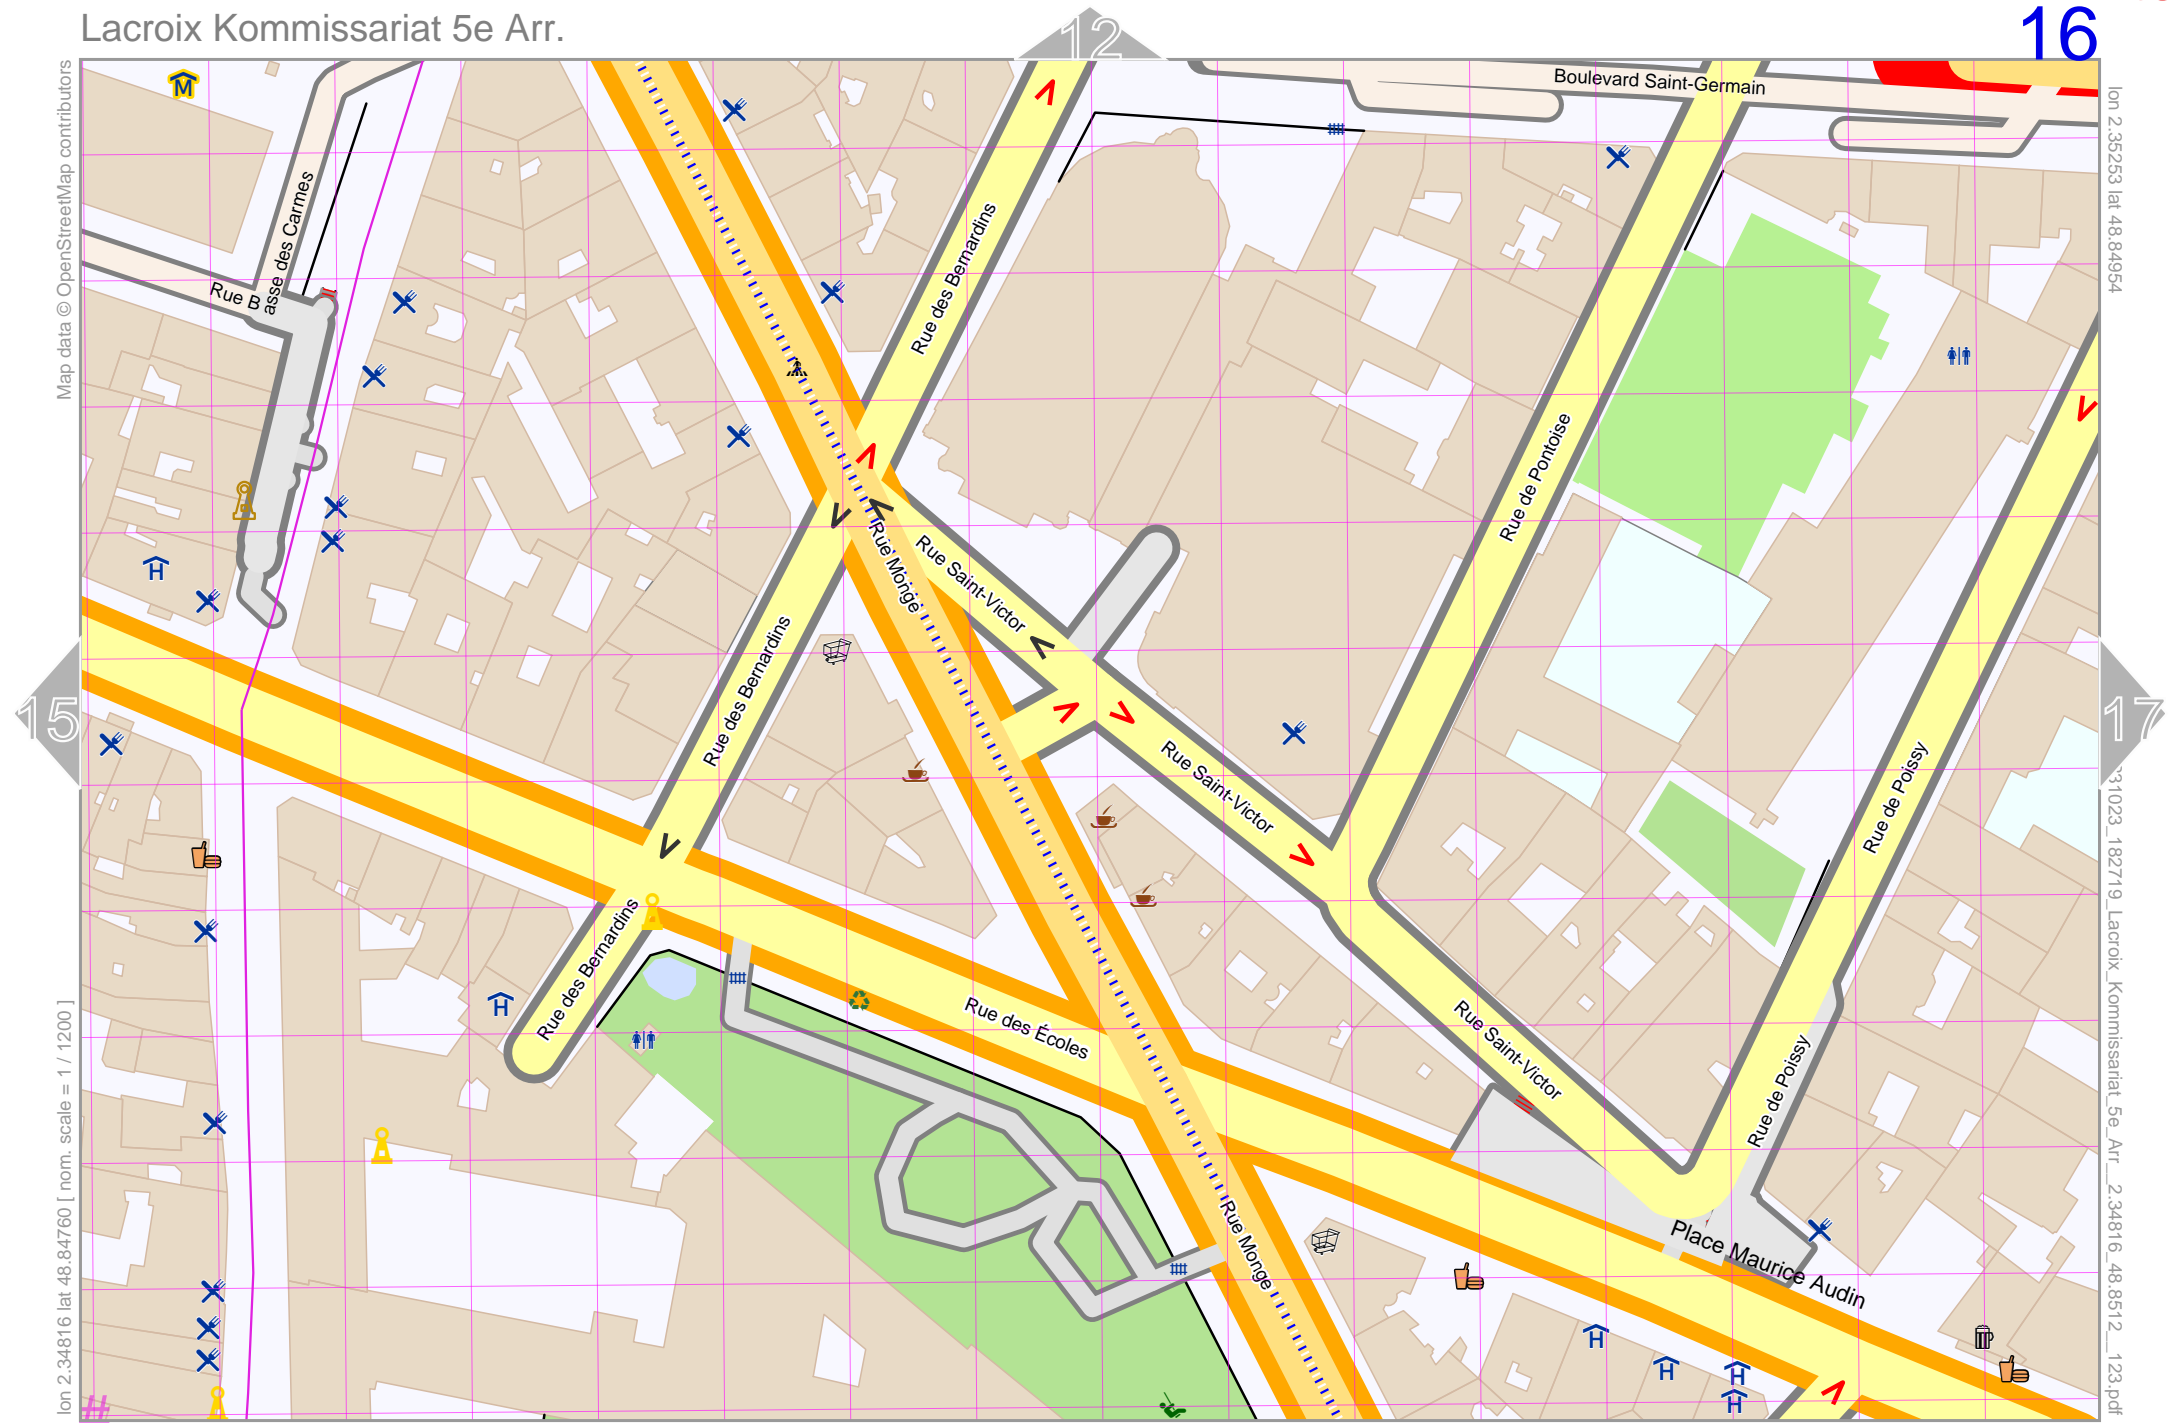 Lacroix Kommissariat 5e Arr.
12
16
Boulevard Saint-Germain
Map data © OpenStreetMap contributors
lon 2.35253 lat 48.84954
M
Rue Basse des Carmes
Rue des Bernardins
Rue de Pontoise
Rue Monge
Rue Saint-Victor
H
Rue des Bernardins
15
17
Rue Saint-Victor
Rue de Poissy
Rue des Bernardins
H
Rue des Écoles
Rue Saint-Victor
Rue de Poissy
Rue Monge
Place Maurice Audin
H
H
H
H
#
lon 2.34816 lat 48.84760 [ nom. scale = 1 / 1200 ]
31023_182719_Lacroix_Kommissariat_5e_Arr__2.34816_48.8512__123.pdf